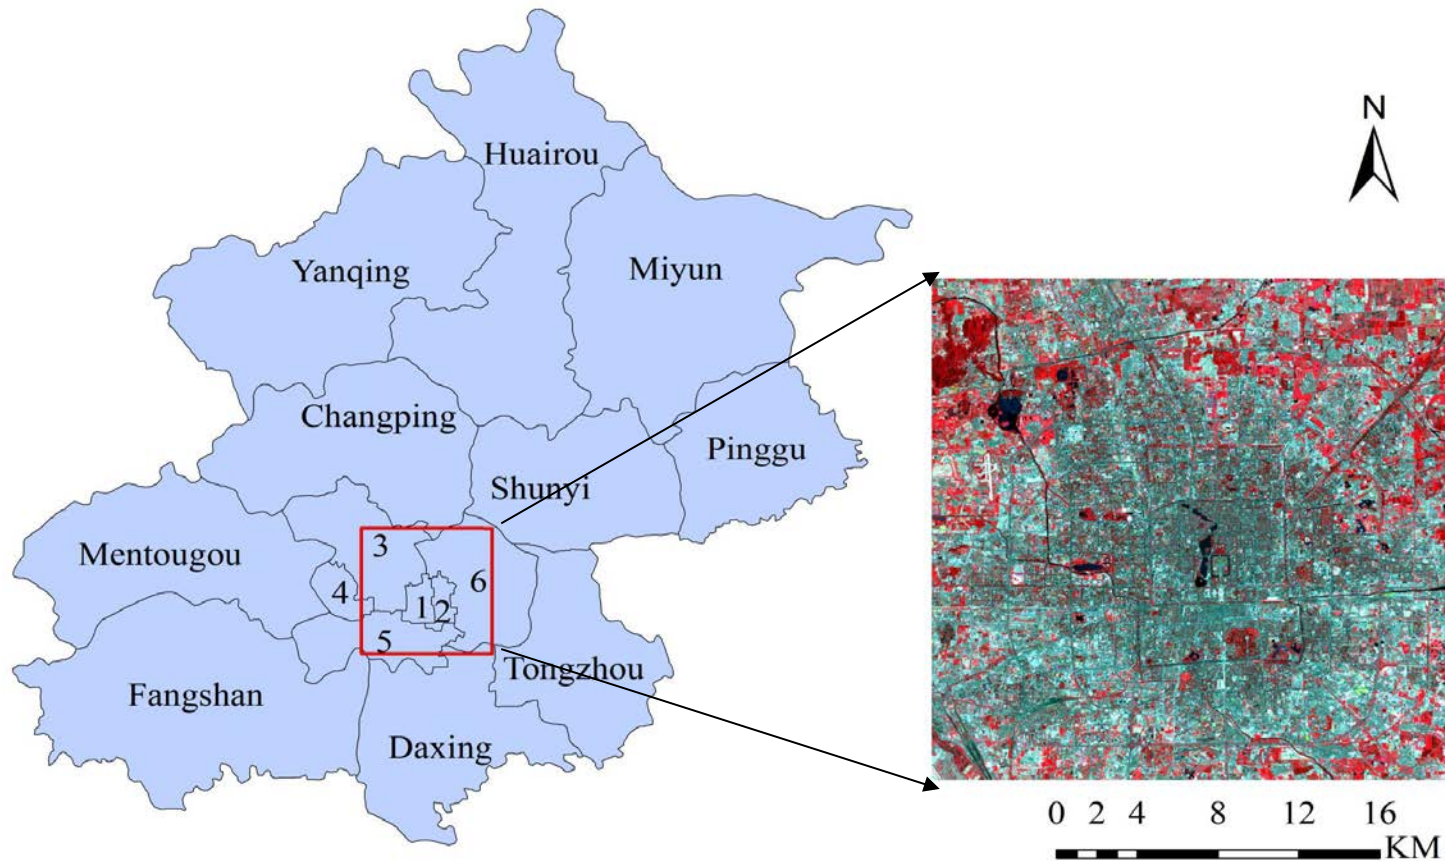 N
Huairou
Yanqing
Miyun
Changping
Pinggu
Shunyi
Mentougou
3
4
6
1
2
5
Tongzhou
Fangshan
Daxing
0 2 4 8 12 16
KM